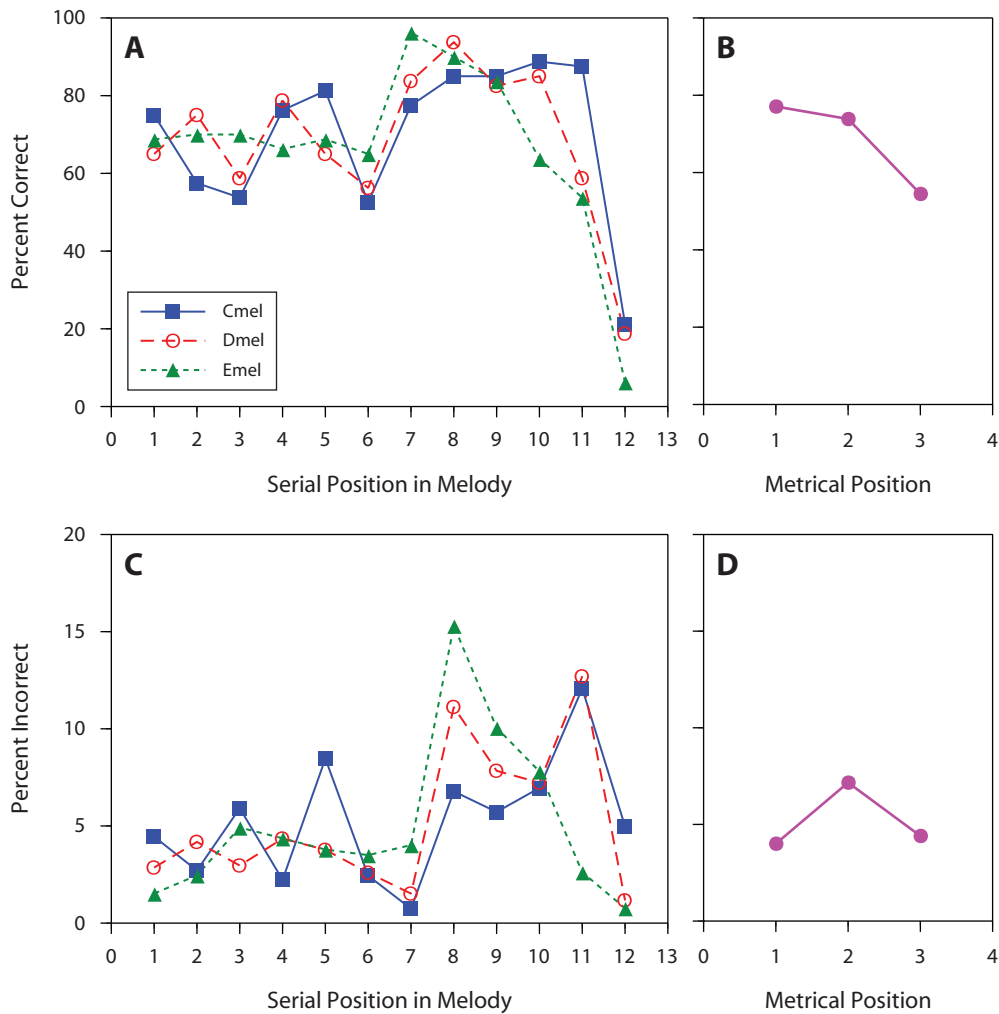 A
B
Percent Correct
100
80
60
40
20
0
Cmel
Dmel
Emel
0 1 2 3 4 5 6 7 8 9 10 11 12 13
0 1 2 3 4
Serial Position in Melody
Metrical Position
C
D
Percent Incorrect
20
15
10
5
0
0 1 2 3 4 5 6 7 8 9 10 11 12 13
0 1 2 3 4
Serial Position in Melody
Metrical Position